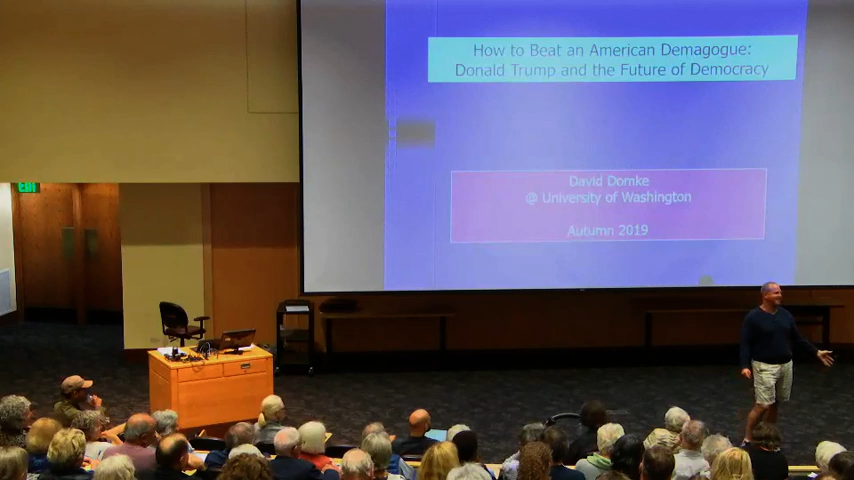 How to Beat an American Demagogue:
Donald Trump and the Future of Democracy
David Domke
@ University of Washington
Autumn 2019
EXIT